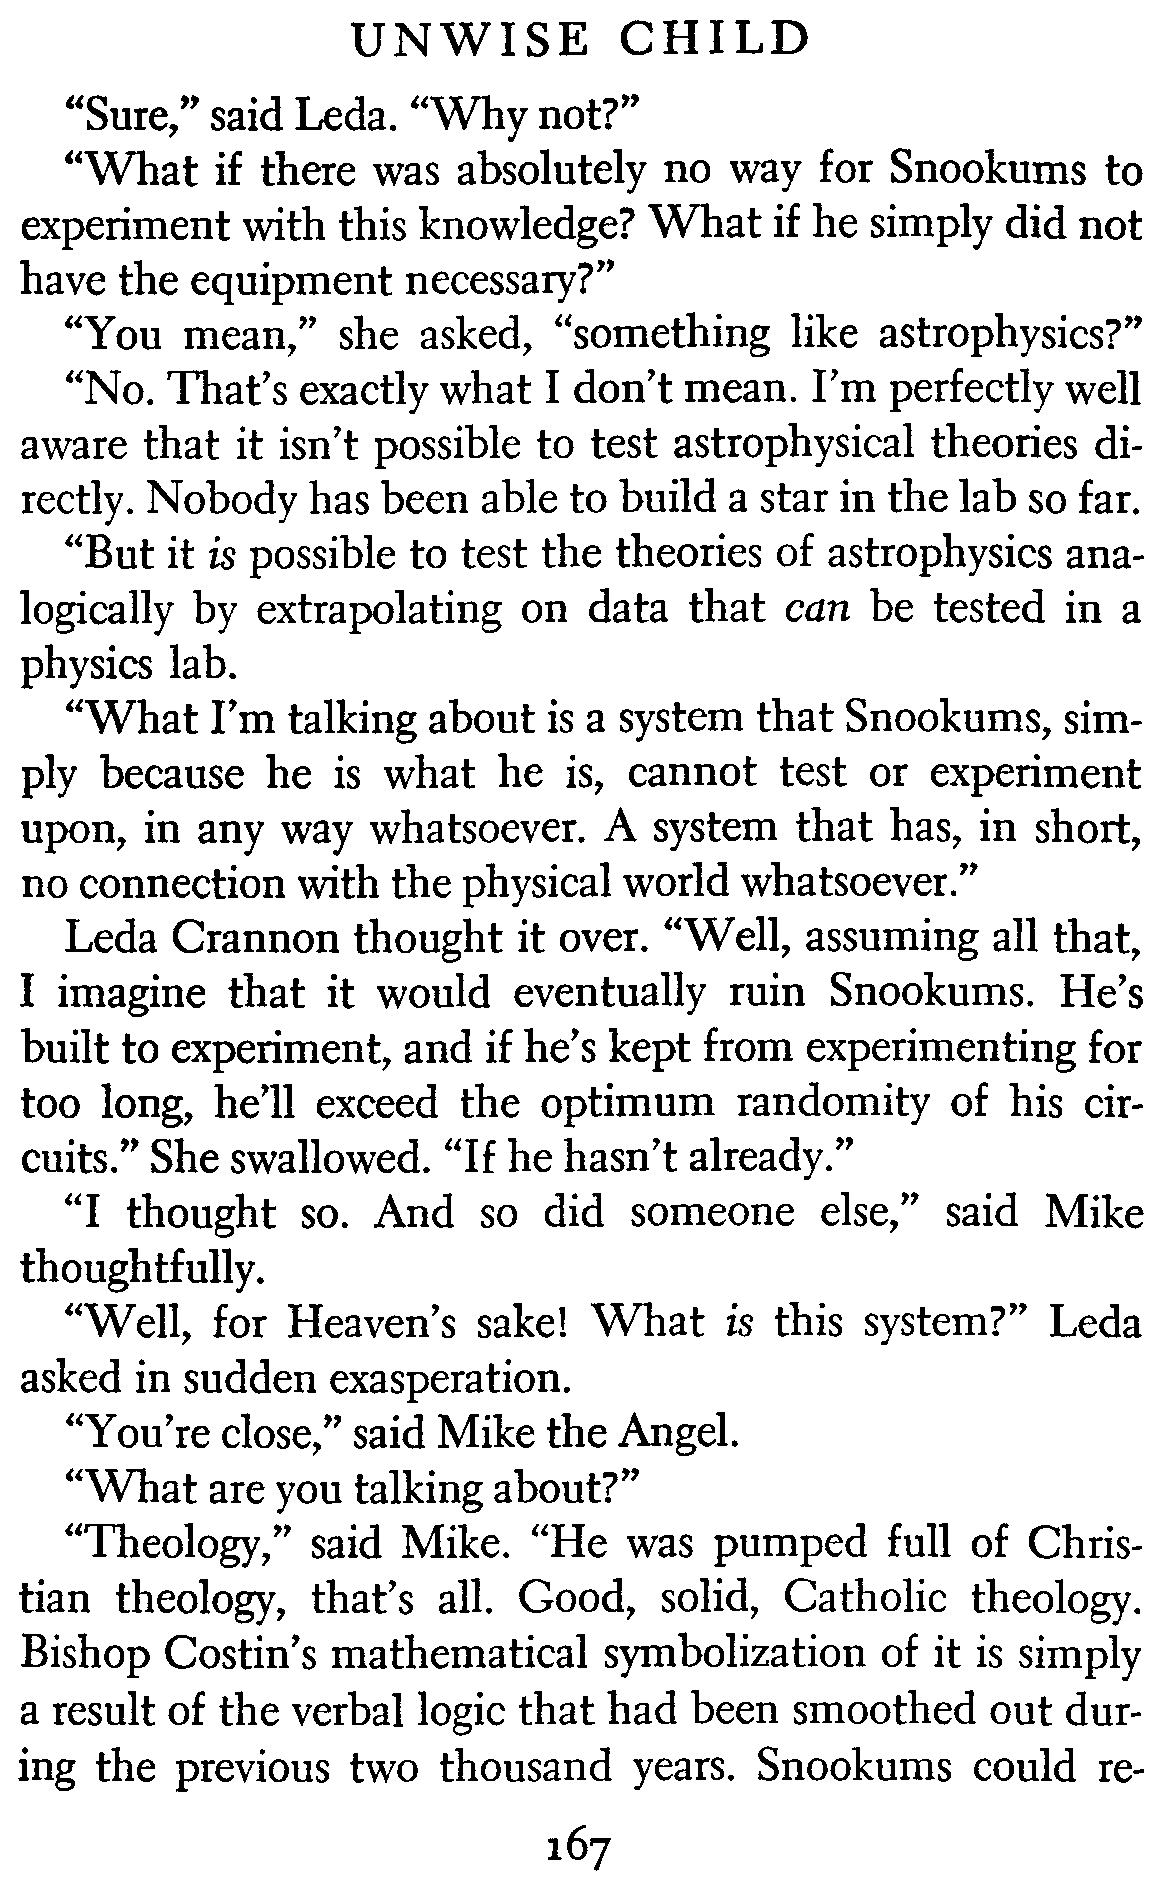 UNWISE CHILD
“Sure,” said Leda. “Why not?”
“What if there was absolutely no way for Snookums to
experiment with this knowledge? What if he simply did not
have the equipment necessary?”
“You mean,” she asked, “something like astrophysics?”
“No. That’s exactly what I don’t mean. I’m perfectly well
aware that it isn’t possible to test astrophysical theories di-
rectly. Nobody has been able to build a star in the lab so far.
“But it is possible to test the theories of astrophysics ana-
logically by extrapolating on data that can be tested in a
physics lab.
“What I’m talking about is a system that Snookums, sim-
ply because he is what he is, cannot test or experiment
upon, in any way whatsoever. A system that has, in short,
no connection with the physical world whatsoever.”
Leda Crannon thought it over. “Well, assuming all that,
I imagine that it would eventually ruin Snookums. He’s
built to experiment, and if he’s kept from experimenting for
too long, he’ll exceed the optimum randomity of his cir-
cuits.” She swallowed. “If he hasn’t already.”
“I thought so. And so did someone else,” said Mike
thoughtfully.
“Well, for Heaven’s sake! What is this system?” Leda
asked in sudden exasperation.
“You’re close,” said Mike the Angel.
“What are you talking about?”
“Theology,” said Mike. “He was pumped full of Chris-
tian theology, that’s all. Good, solid, Catholic theology.
Bishop Costin’s mathematical symbolization of it is simply
a result of the verbal logic that had been smoothed out dur-
ing the previous two thousand years. Snookums could re-
167